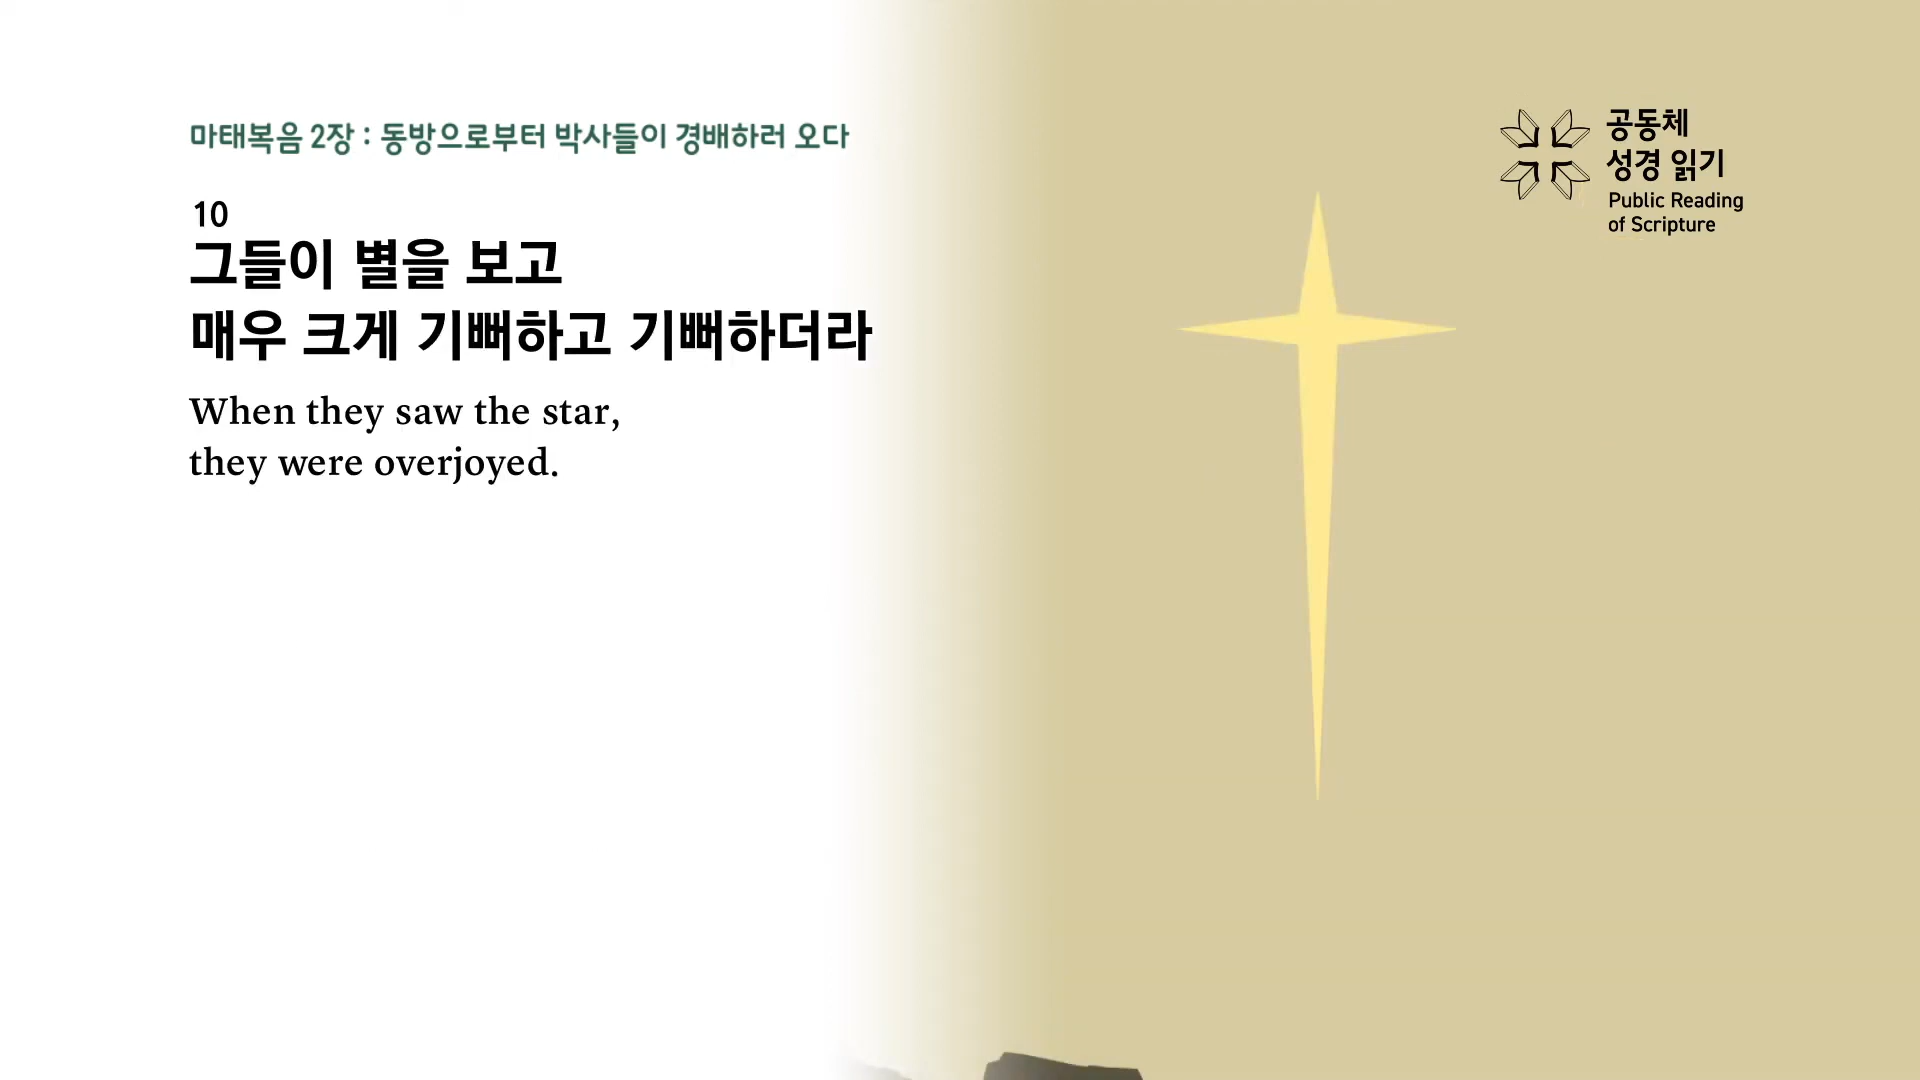 마태복음 2장 : 동방으로부터 박사들이 경배하러 오다
10
그들이 별을 보고
매우 크게 기뻐하고 기뻐하더라
When they saw the star,
they were overjoyed.
공동체
성경 읽기
Public Reading
of Scripture